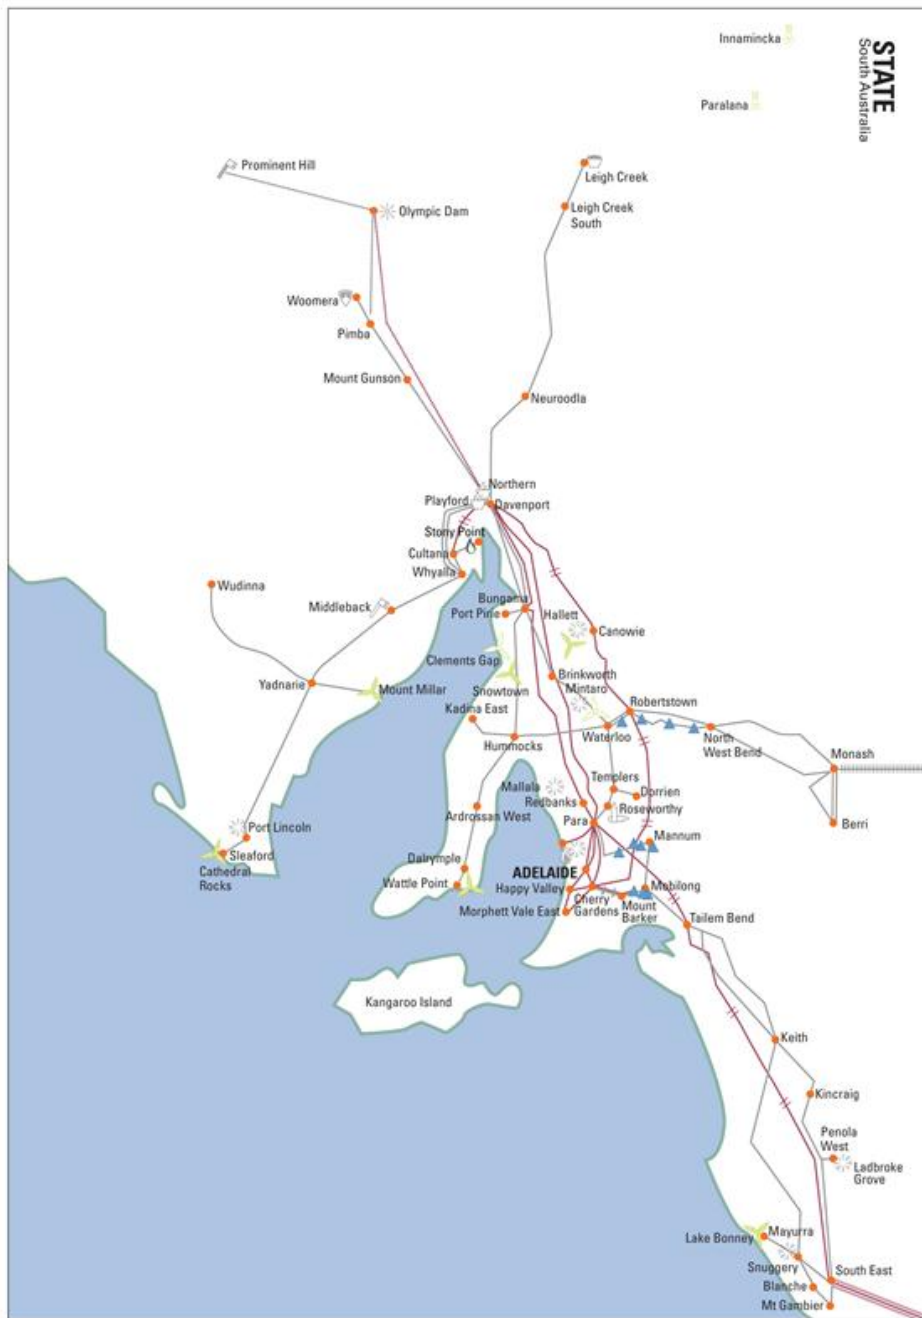 Innamincka
STATE
South Australia
Paralana
Prominent Hill
Leigh Creek
Olympic Dam
Leigh Creek
South
Woomera
Pimba
Mount Gunson
Neuroodla
Northern
Playford
Davenport
Stony Point
Cultana
Whyalla
Wudinna
Middleback
Bungama
Port Pirie
Hallett
Canowie
Clements Gap
Brinkworth
Yadnarie
Mount Millar
Snowtown
Mintaro
Robertstown
Kadina East
Waterloo
North
West Bend
Hummocks
Monash
Templers
Mallala
Dorrien
Redbanks
Roseworthy
Ardrossan West
Para
Berri
Port Lincoln
Mannum
Sleaford
Cathedral
Rocks
Dalrymple
ADELAIDE
Wattle Point
Happy Valley
Cherry
Gardens
Mobilong
Mount
Barker
Morphett Vale East
Tailem Bend
Kangaroo Island
Keith
Kincraig
Penola
West
Ladbroke
Grove
Mayurra
Lake Bonney
Snuggery
South East
Blanche
Mt Gambier